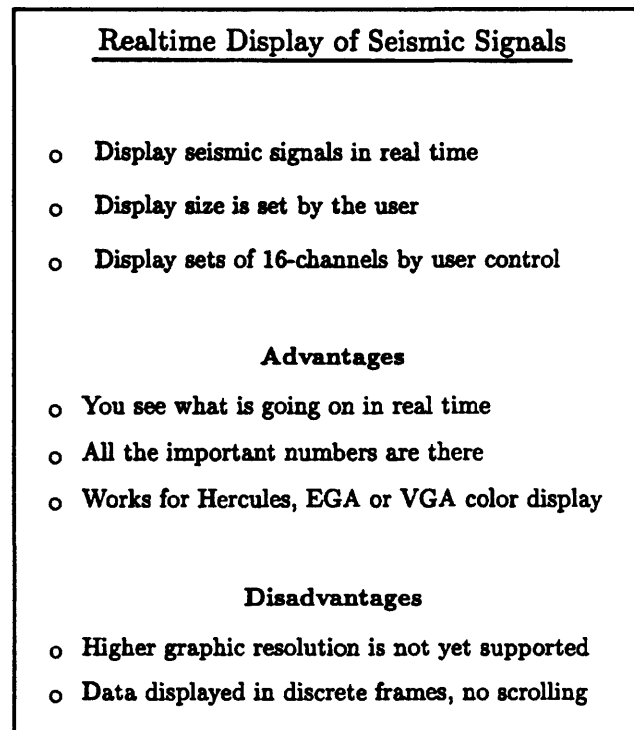 Realtime Display of Seismic Signals
o Display seismic signals in real time
o Display size is set by the user
o Display sets of 16-channels by user control
Advantages
o You see what is going on in real time
o All the important numbers are there
o Works for Hercules, EGA or VGA color display
Disadvantages
o Higher graphic resolution is not yet supported
o Data displayed in discrete frames, no scrolling